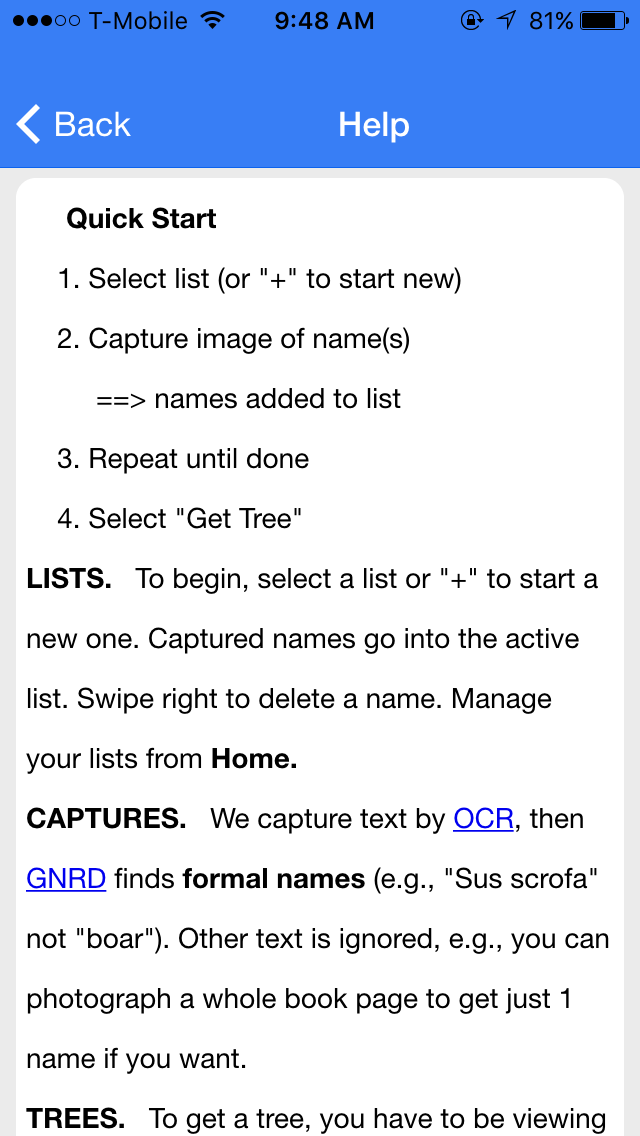 T-Mobile 9:48 AM 81%
Back Help
Quick Start
1. Select list (or "+" to start new)
2. Capture image of name(s)
==> names added to list
3. Repeat until done
4. Select "Get Tree"
LISTS. To begin, select a list or "+" to start a
new one. Captured names go into the active
list. Swipe right to delete a name. Manage
your lists from Home.
CAPTURES. We capture text by OCR, then
GNRD finds formal names (e.g., "Sus scrofa"
not "boar"). Other text is ignored, e.g., you can
photograph a whole book page to get just 1
name if you want.
TREES. To get a tree, you have to be viewing